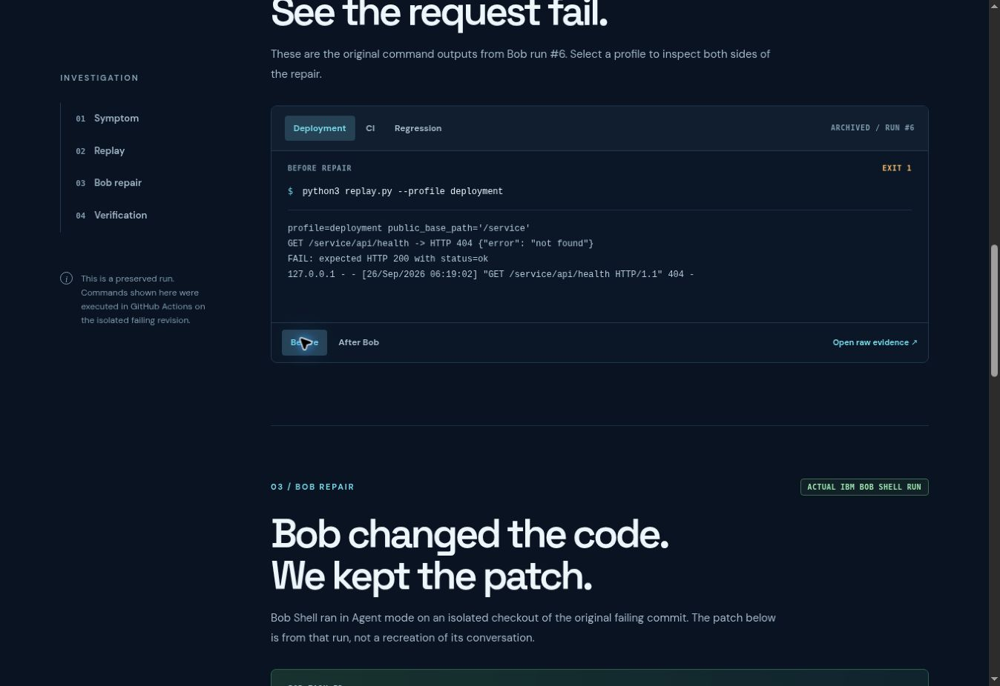 See the request fail.
These are the original command outputs from Bob run #6. Select a profile to inspect both sides of
the repair.
INVESTIGATION
01 Symptom
02 Replay
03 Bob repair
04 Verification
i This is a preserved run.
Commands shown here were
executed in GitHub Actions on
the isolated failing revision.
Deployment CI Regression ARCHIVED / RUN #6
BEFORE REPAIR EXIT 1
$ python3 replay.py --profile deployment
profile=deployment public_base_path='/service'
GET /service/api/health -> HTTP 404 {"error": "not found"}
FAIL: expected HTTP 200 with status=ok
127.0.0.1 - - [26/Sep/2026 06:19:02] "GET /service/api/health HTTP/1.1" 404 -
Before After Bob Open raw evidence ↗
03 / BOB REPAIR ACTUAL IBM BOB SHELL RUN
Bob changed the code.
We kept the patch.
Bob Shell ran in Agent mode on an isolated checkout of the original failing commit. The patch below
is from that run, not a recreation of its conversation.